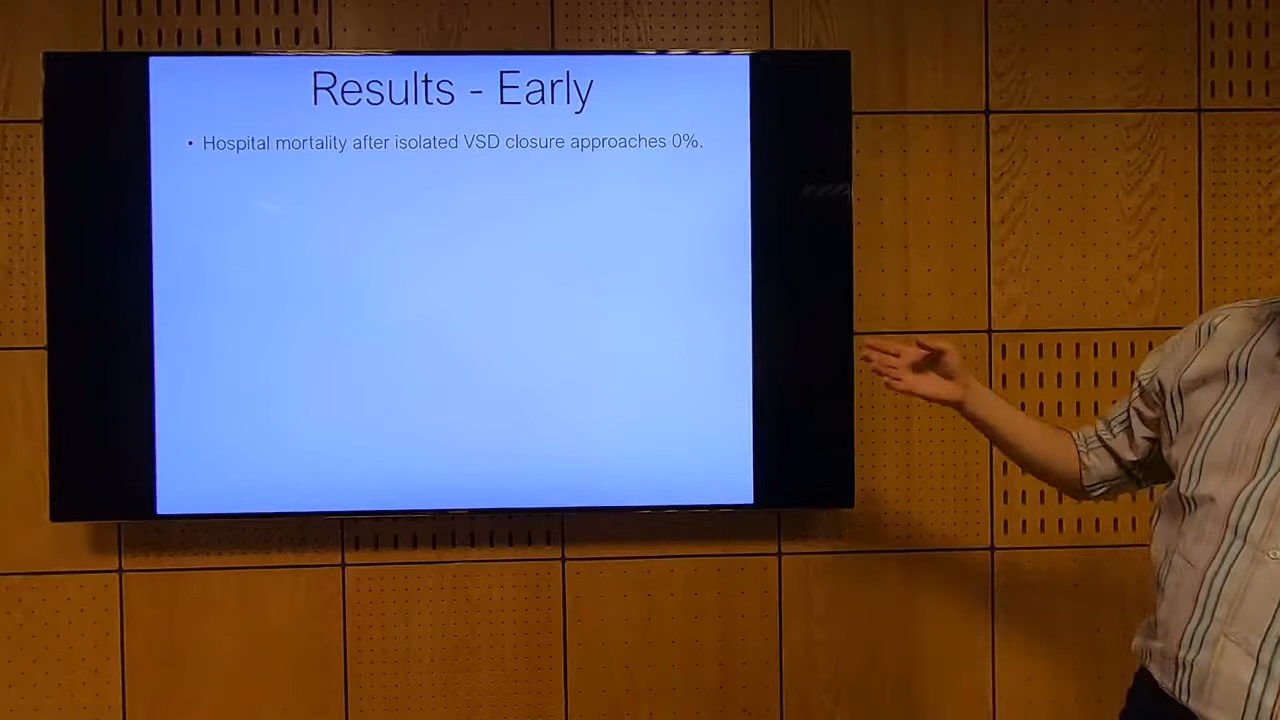 Results - Early
• Hospital mortality after isolated VSD closure approaches 0%.